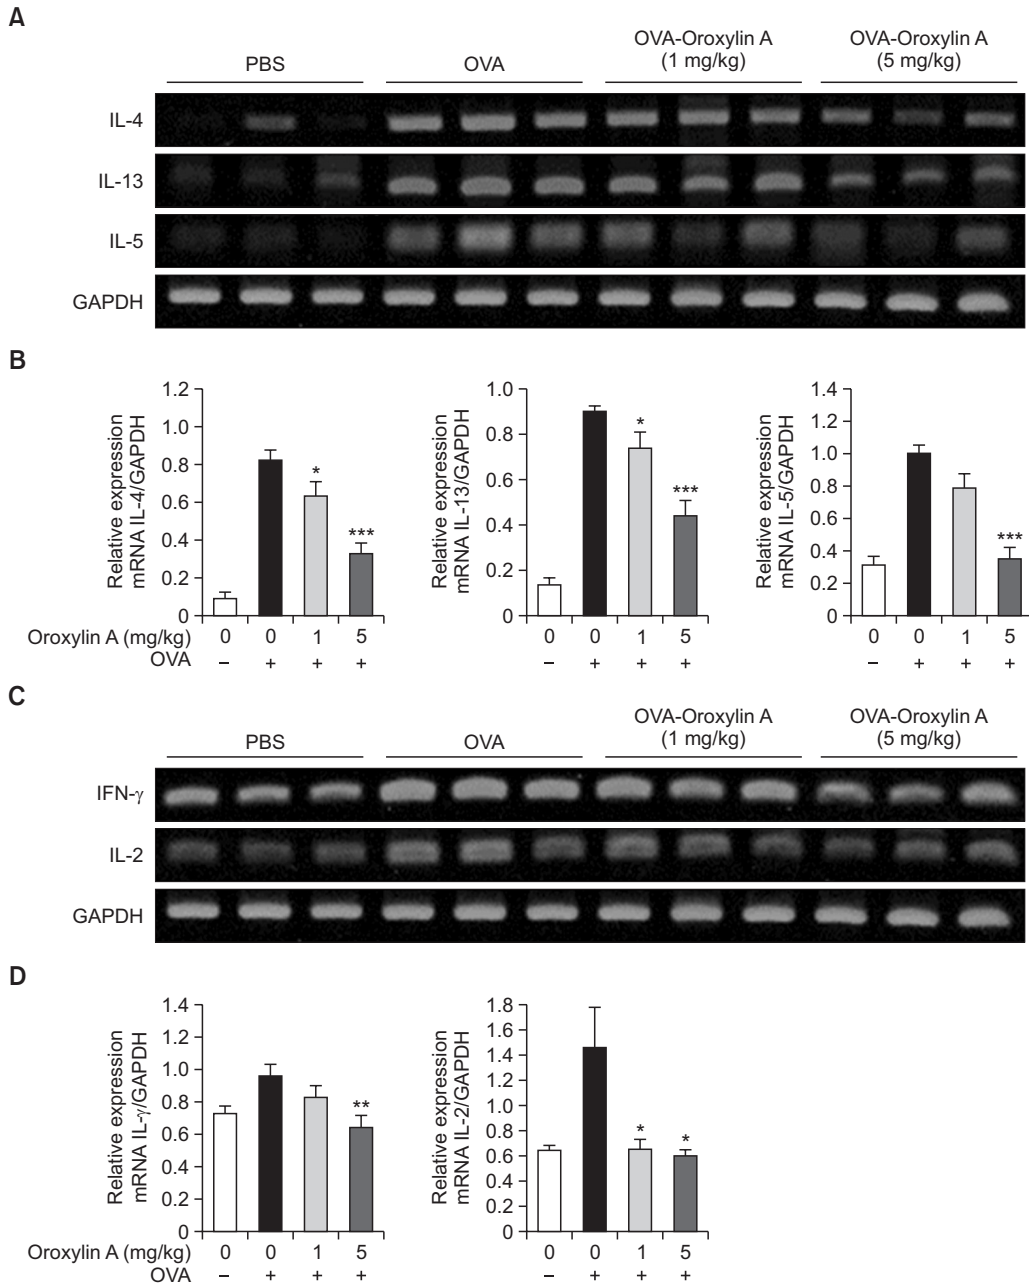 A
PBS
OVA
OVA-Oroxylin A
(1 mg/kg)
OVA-Oroxylin A
(5 mg/kg)
IL-4
IL-13
IL-5
GAPDH
B
Relative expression
mRNA IL-4/GAPDH
1.2
1.0
0.8
0.6
0.4
0.2
0
*
***
Relative expression
mRNA IL-13/GAPDH
1.0
0.8
0.6
0.4
0.2
0
*
***
Relative expression
mRNA IL-5/GAPDH
1.4
1.2
1.0
0.8
0.6
0.4
0.2
0
***
Oroxylin A (mg/kg) 0 0 1 5 0 0 1 5 0 0 1 5
OVA – + + + – + + + – + + +
C
PBS
OVA
OVA-Oroxylin A
(1 mg/kg)
OVA-Oroxylin A
(5 mg/kg)
IFN-γ
IL-2
GAPDH
D
Relative expression
mRNA IL-γ/GAPDH
1.4
1.2
1.0
0.8
0.6
0.4
0.2
0
**
Relative expression
mRNA IL-2/GAPDH
1.8
1.6
1.4
1.2
1.0
0.8
0.6
0.4
0.2
0
*
*
Oroxylin A (mg/kg) 0 0 1 5 0 0 1 5
OVA – + + + – + + +